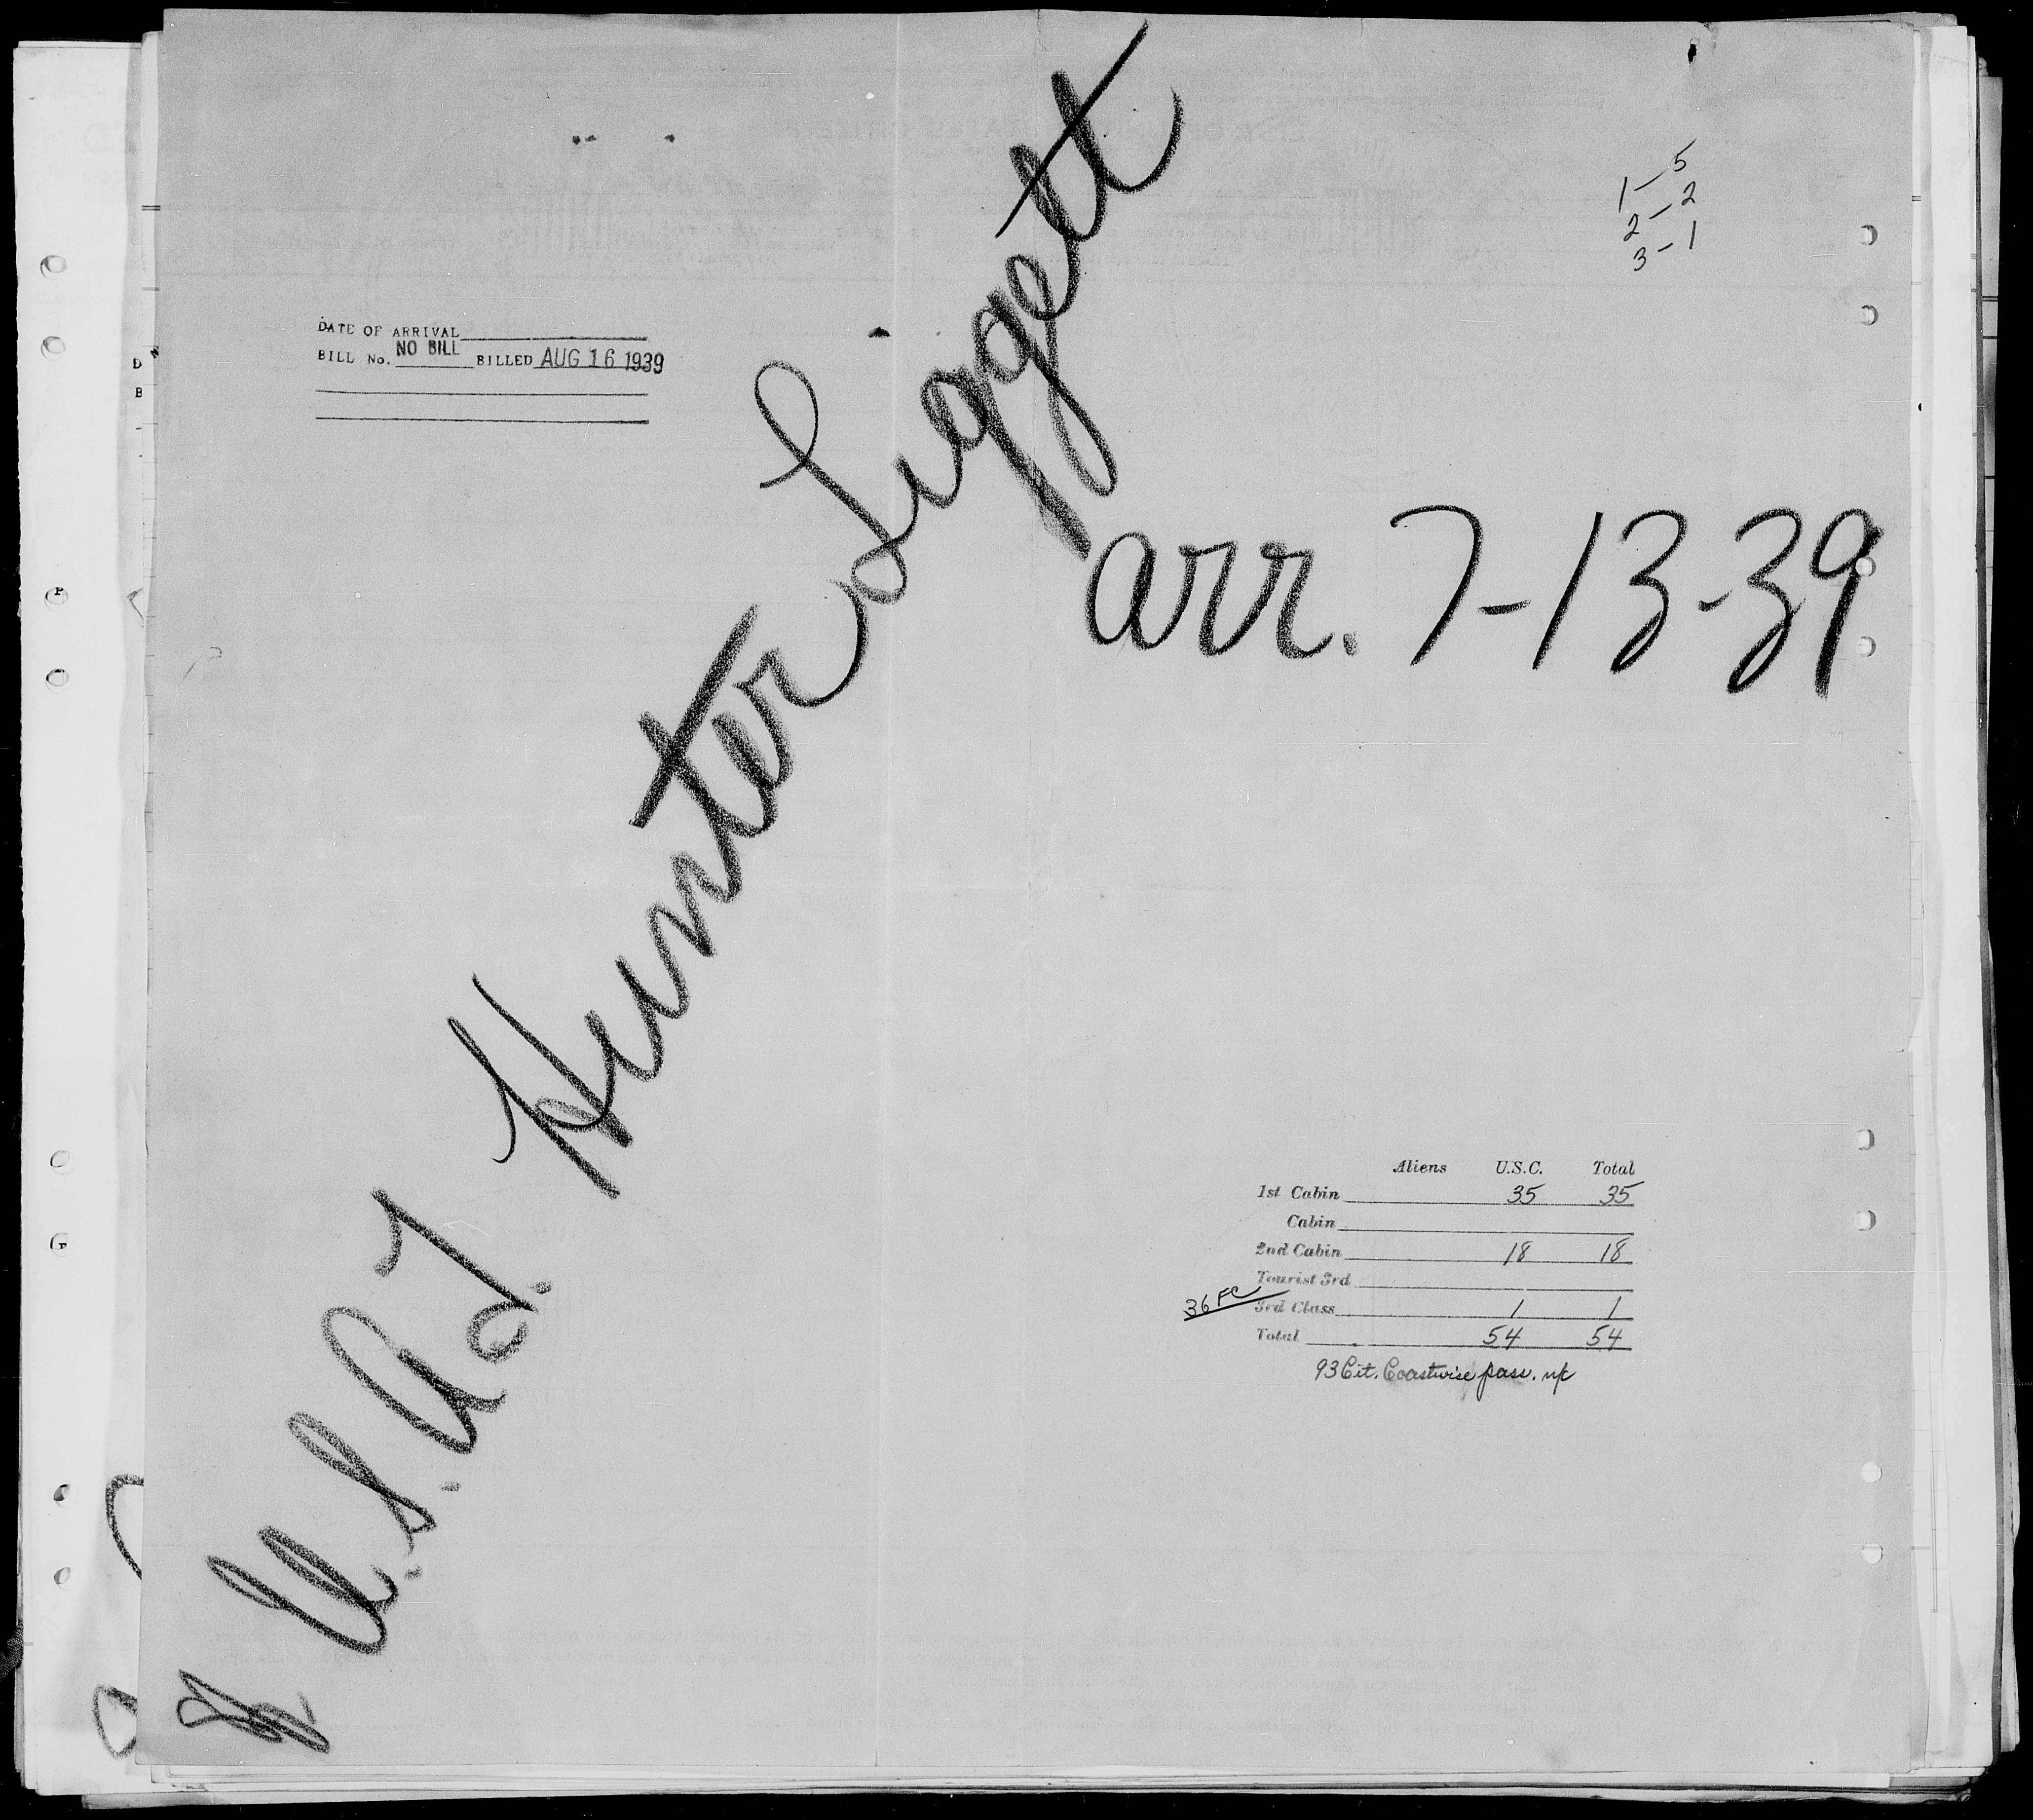 1-5
2-2
3-1
DATE OF ARRIVAL
BILL No. NO BILL BILLED AUG 16 1939
U.S.A.T. Hunter Liggett
arr. 7-13-39
Aliens U.S.C. Total
1st Cabin 35 35
Cabin
2nd Cabin 18 18
Tourist 3rd
36 FC 3rd Class 1 1
Total 54 54
93 Cit. Coastwise pass.